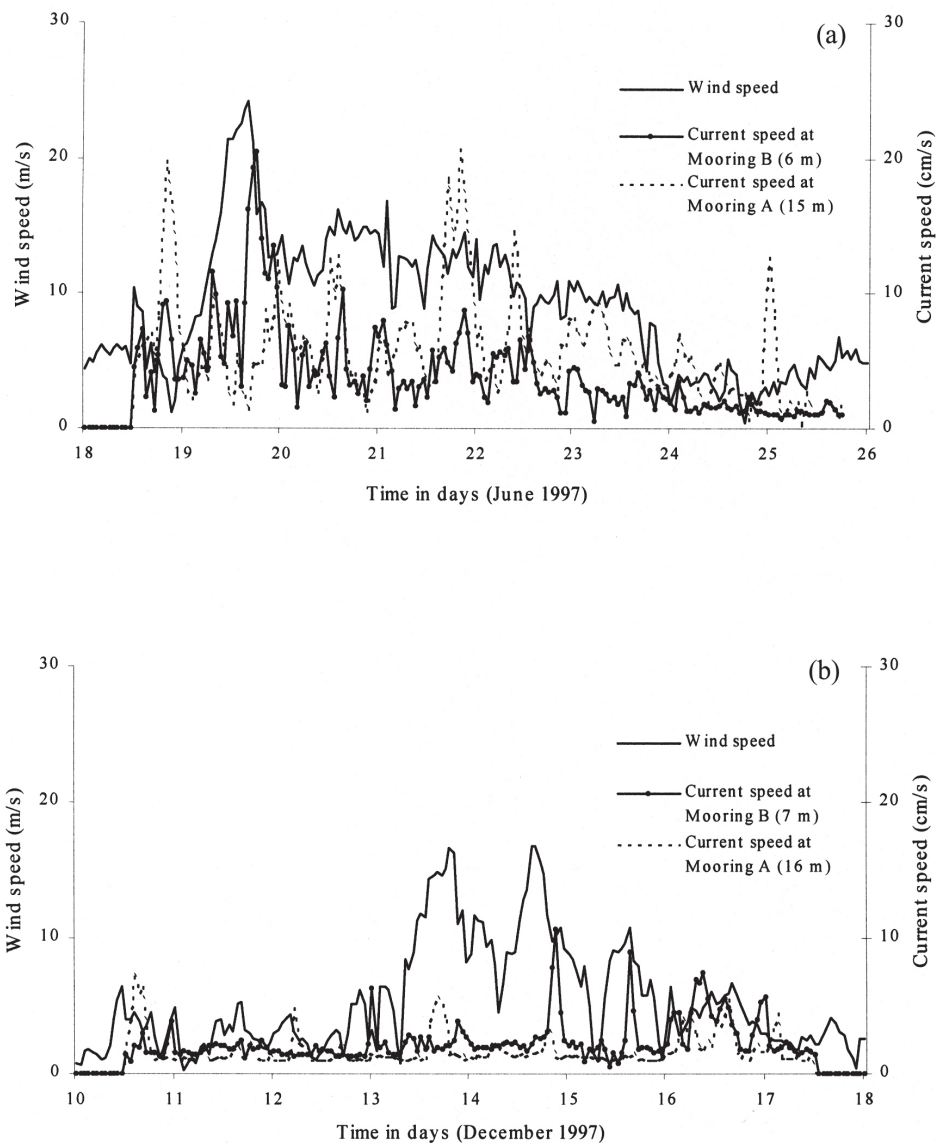 (a)
30
20
10
0
Wind speed (m/s)
30
20
10
0
Current speed (cm/s)
Wind speed
Current speed at
Mooring B (6 m)
Current speed at
Mooring A (15 m)
18 19 20 21 22 23 24 25 26
Time in days (June 1997)
(b)
30
20
10
0
Wind speed (m/s)
30
20
10
0
Current speed (cm/s)
Wind speed
Current speed at
Mooring B (7 m)
Current speed at
Mooring A (16 m)
10 11 12 13 14 15 16 17 18
Time in days (December 1997)